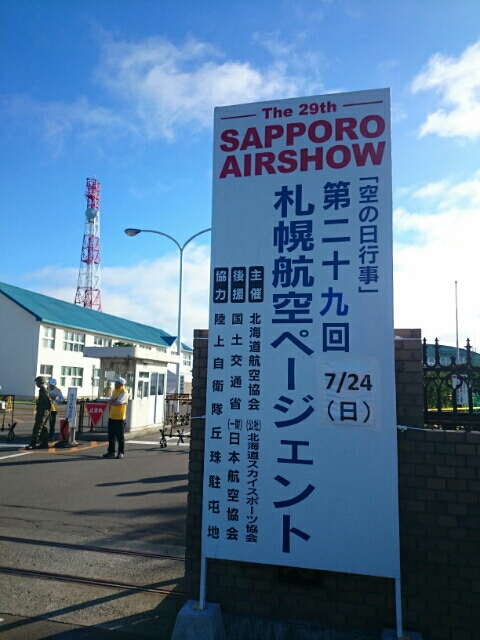 The 29th
SAPPORO
AIRSHOW
「空の日行事」
第二十九回
札幌航空ページェント
7/24
(日)
主催 北海道航空協会 (公社)北海道スカイスポーツ協会
後援 国土交通省 (一財)日本航空協会
協力 陸上自衛隊丘珠駐屯地